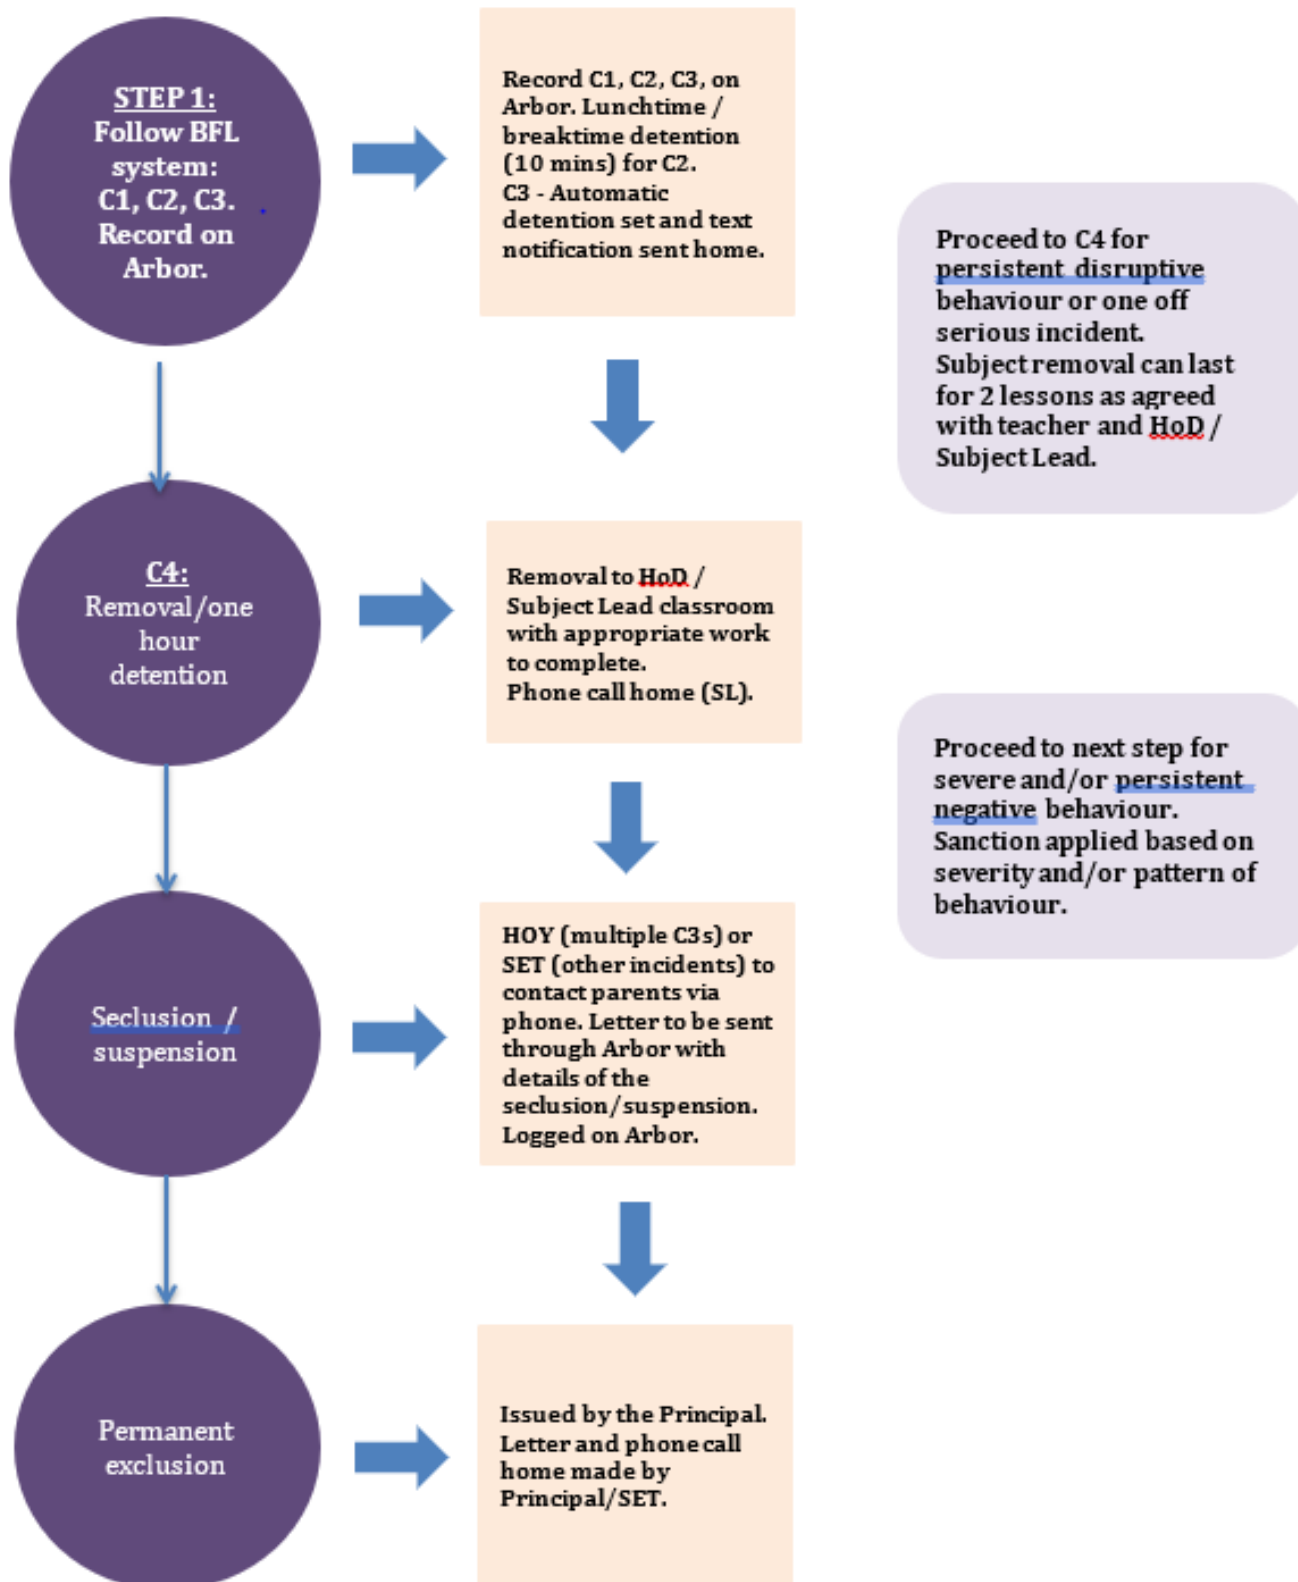 STEP 1:
Follow BFL
system:
C1, C2, C3.
Record on
Arbor.
Record C1, C2, C3, on
Arbor. Lunchtime /
breaktime detention
(10 mins) for C2.
C3 - Automatic
detention set and text
notification sent home.
Proceed to C4 for
persistent disruptive
behaviour or one off
serious incident.
Subject removal can last
for 2 lessons as agreed
with teacher and HoD /
Subject Lead.
C4:
Removal/one
hour
detention
Removal to HoD /
Subject Lead classroom
with appropriate work
to complete.
Phone call home (SL).
Proceed to next step for
severe and/or persistent
negative behaviour.
Sanction applied based on
severity and/or pattern of
behaviour.
Seclusion /
suspension
HOY (multiple C3s) or
SET (other incidents) to
contact parents via
phone. Letter to be sent
through Arbor with
details of the
seclusion/suspension.
Logged on Arbor.
Permanent
exclusion
Issued by the Principal.
Letter and phone call
home made by
Principal/SET.